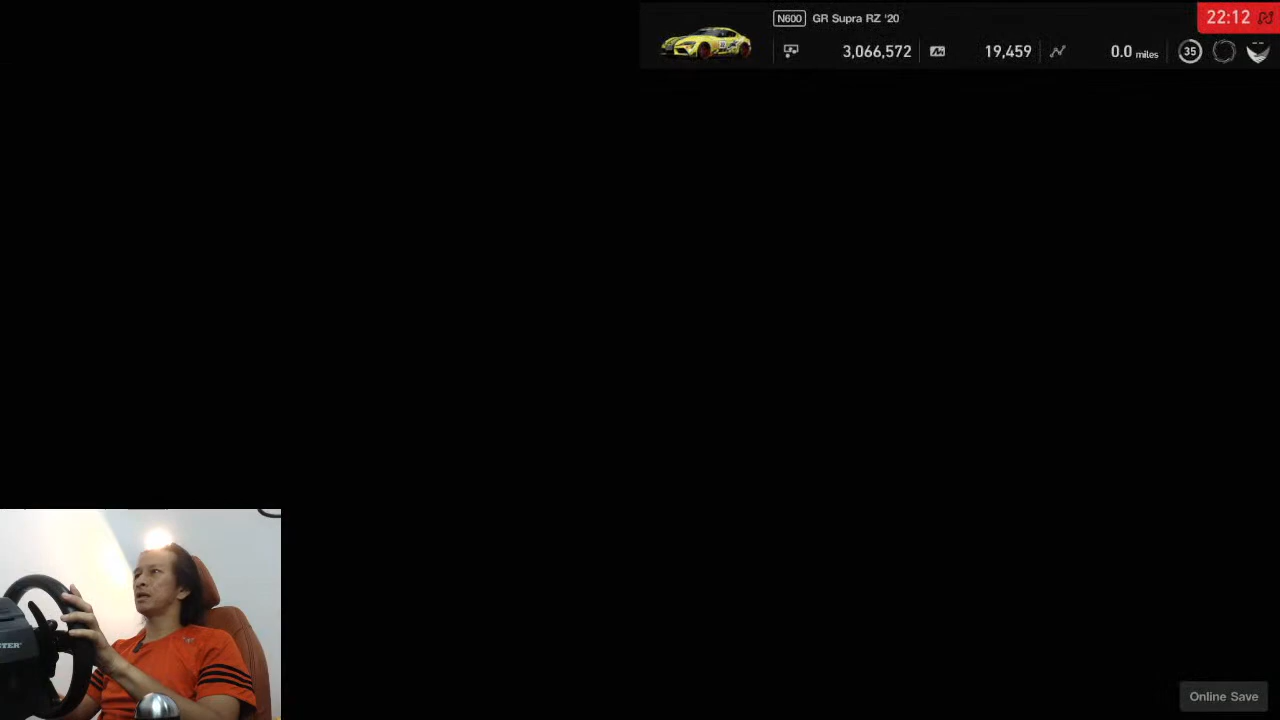 22:12
N600 GR Supra RZ '20
3,066,572 19,459 0.0 miles 35
Online Save